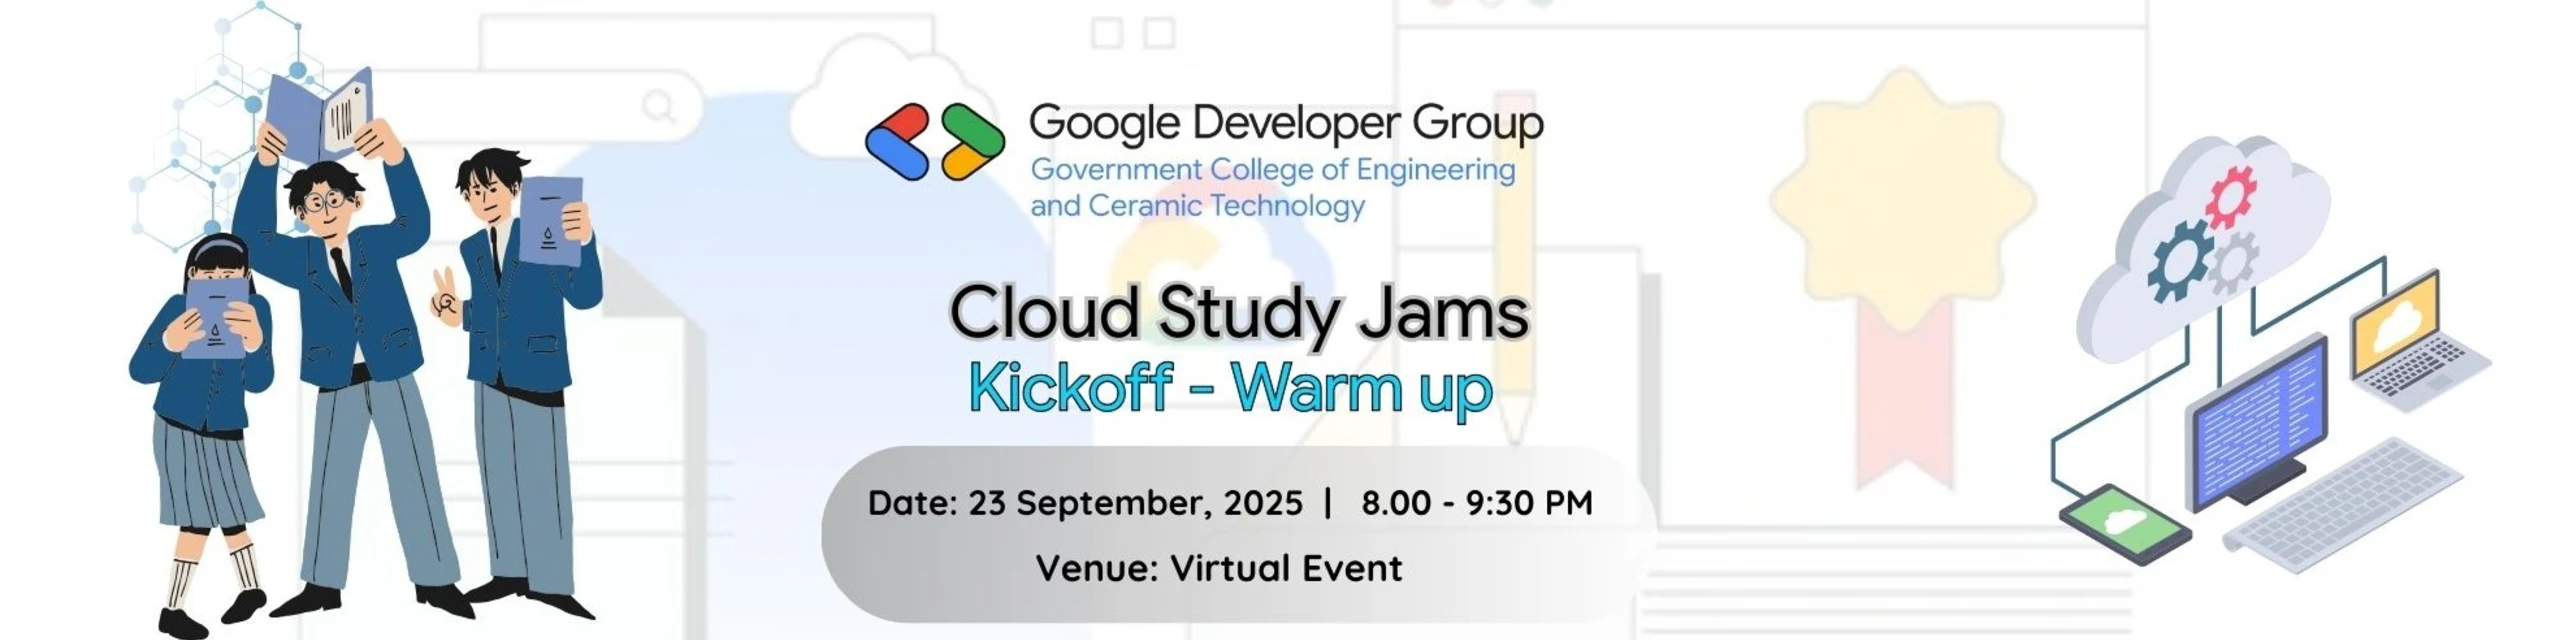 Google Developer Group
Government College of Engineering
and Ceramic Technology
Cloud Study Jams
Kickoff - Warm up
Date: 23 September, 2025 | 8.00 - 9:30 PM
Venue: Virtual Event